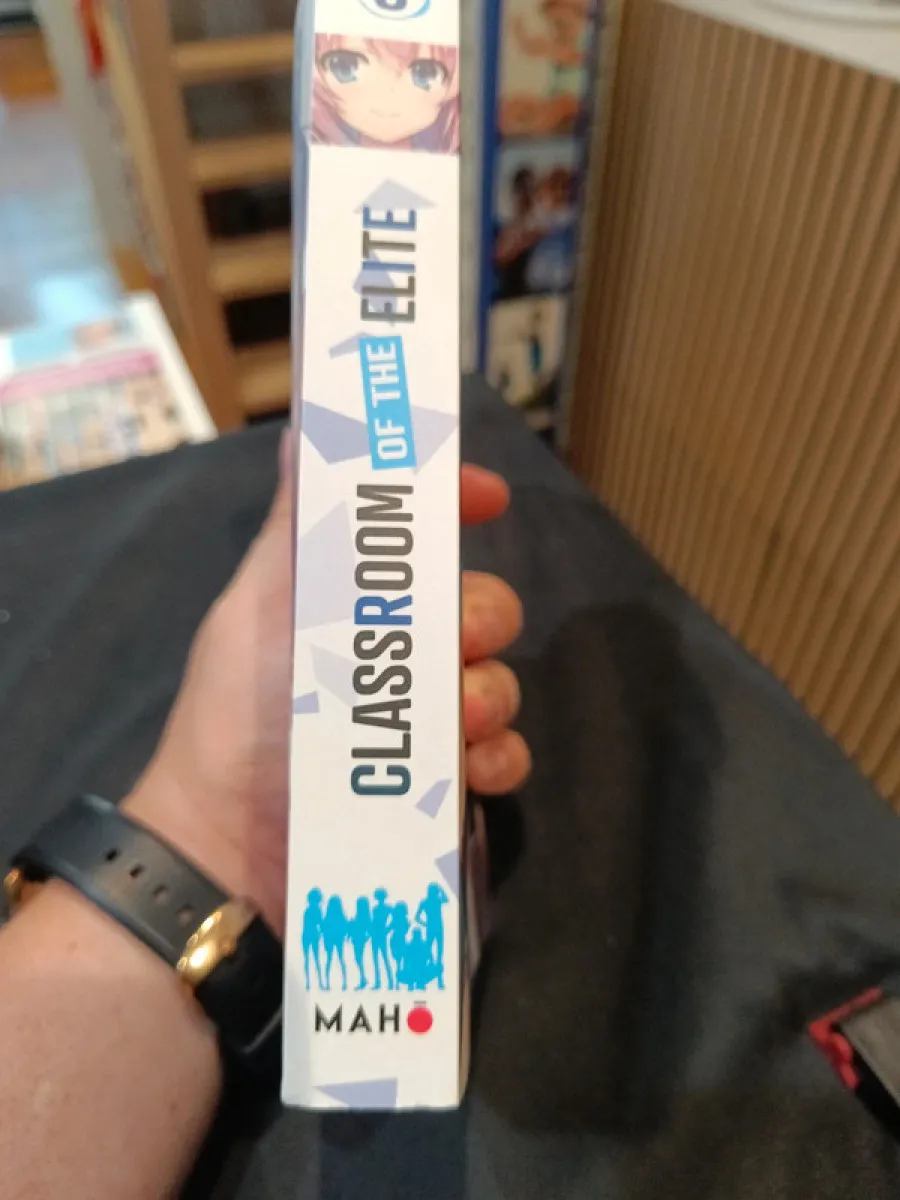 CLASSROOM OF THE ELITE
MAHŌ